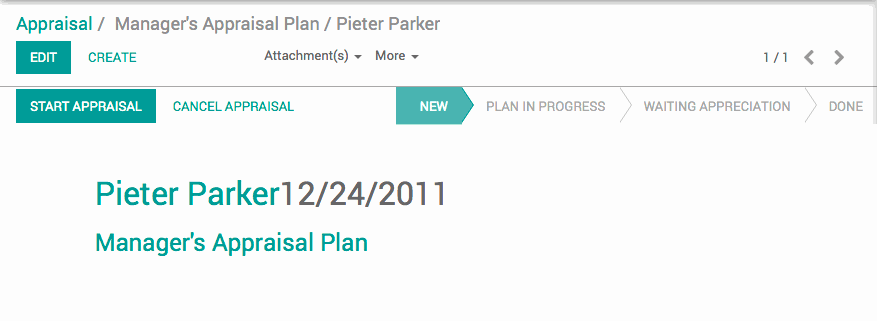 Appraisal / Manager's Appraisal Plan / Pieter Parker
EDIT CREATE Attachment(s) More 1 / 1
START APPRAISAL CANCEL APPRAISAL NEW PLAN IN PROGRESS WAITING APPRECIATION DONE
Pieter Parker12/24/2011
Manager's Appraisal Plan